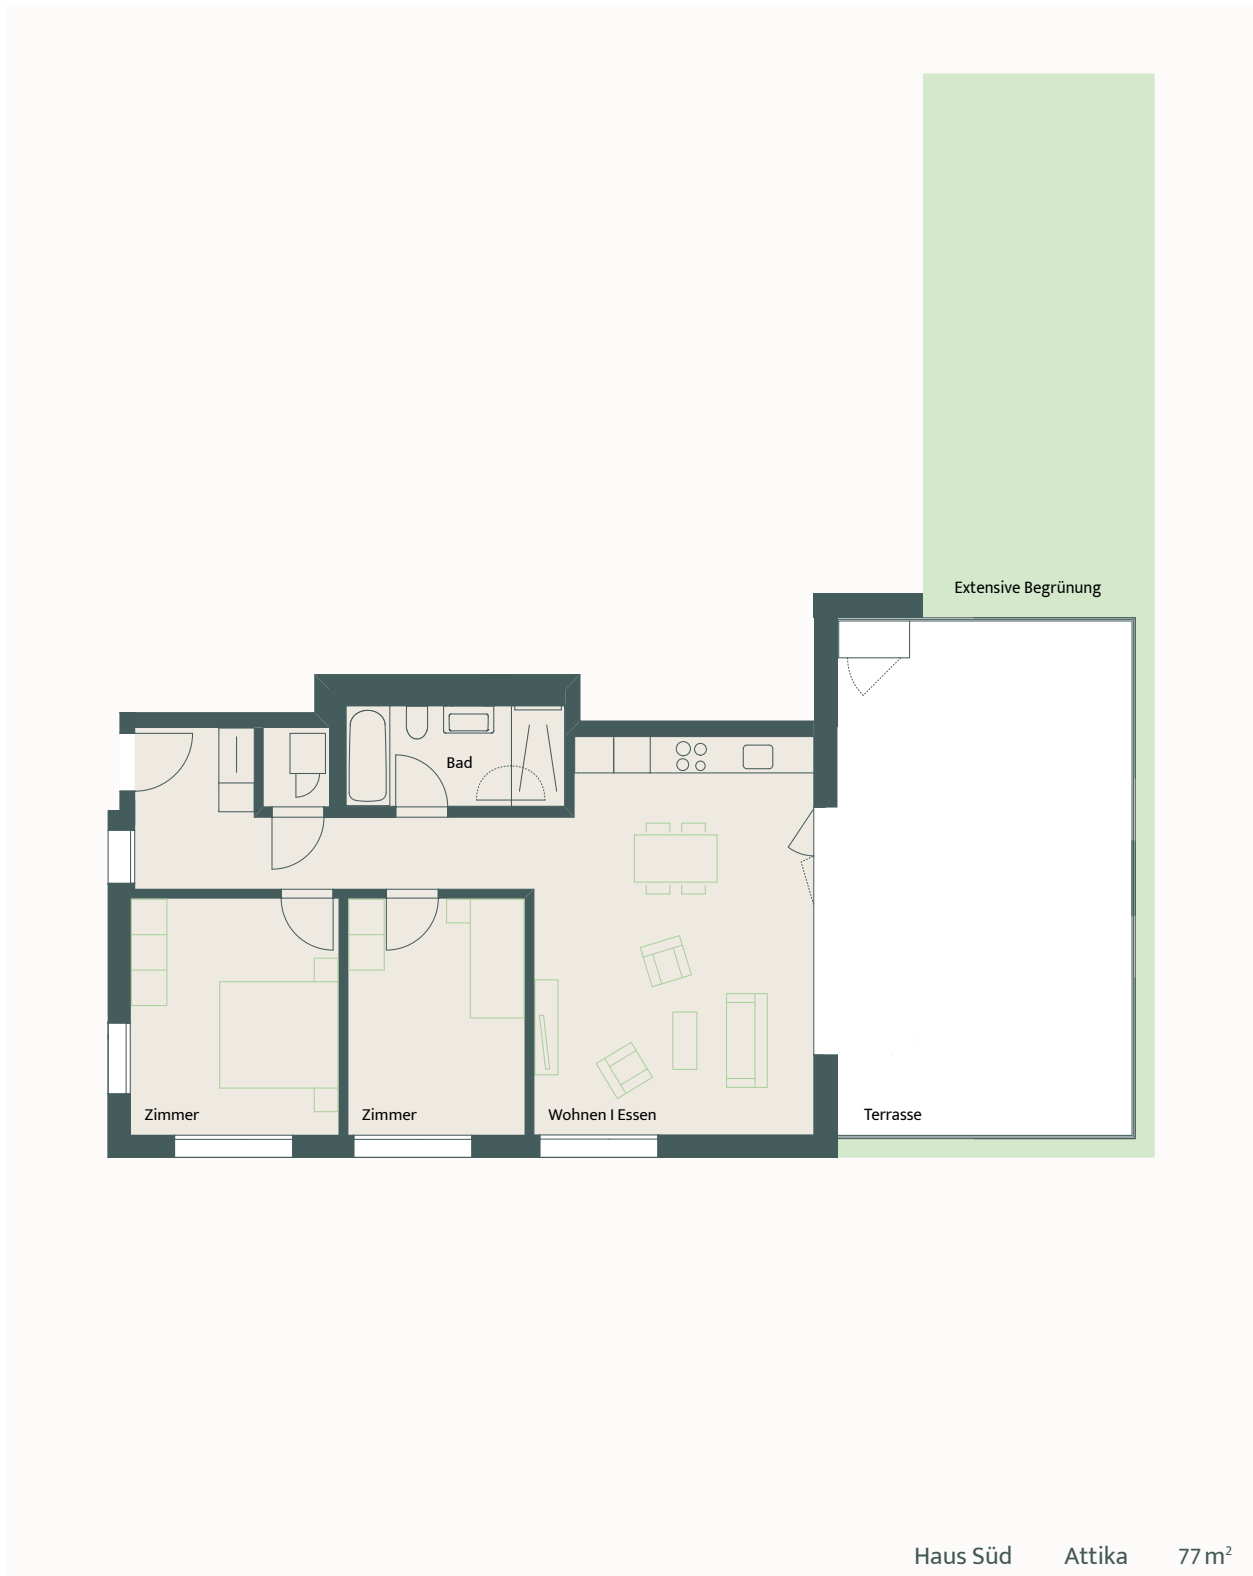 Extensive Begrünung
Bad
Zimmer
Zimmer
Wohnen I Essen
Terrasse
Haus Süd Attika 77 m²